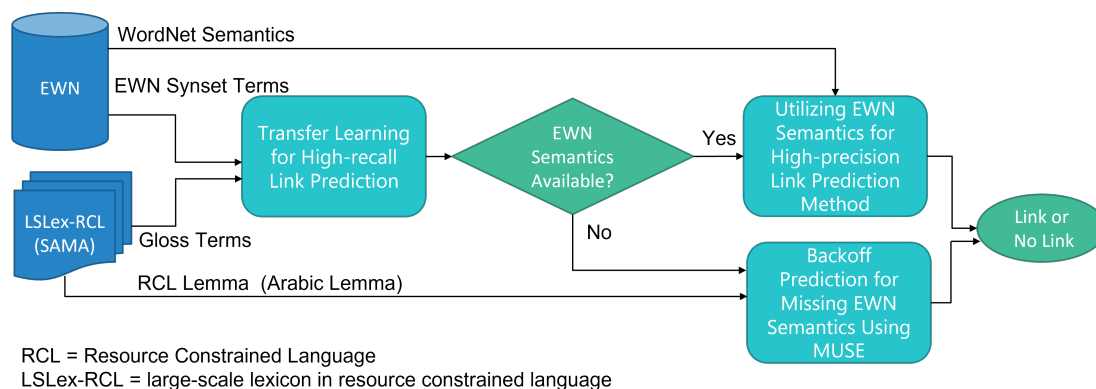 WordNet Semantics
EWN
EWN Synset Terms
Transfer Learning
for High-recall
Link Prediction
EWN
Semantics
Available?
Yes
Utilizing EWN
Semantics for
High-precision
Link Prediction
Method
LSLex-RCL
(SAMA)
Gloss Terms
No
Link or
No Link
RCL Lemma (Arabic Lemma)
Backoff
Prediction for
Missing EWN
Semantics Using
MUSE
RCL = Resource Constrained Language
LSLex-RCL = large-scale lexicon in resource constrained language